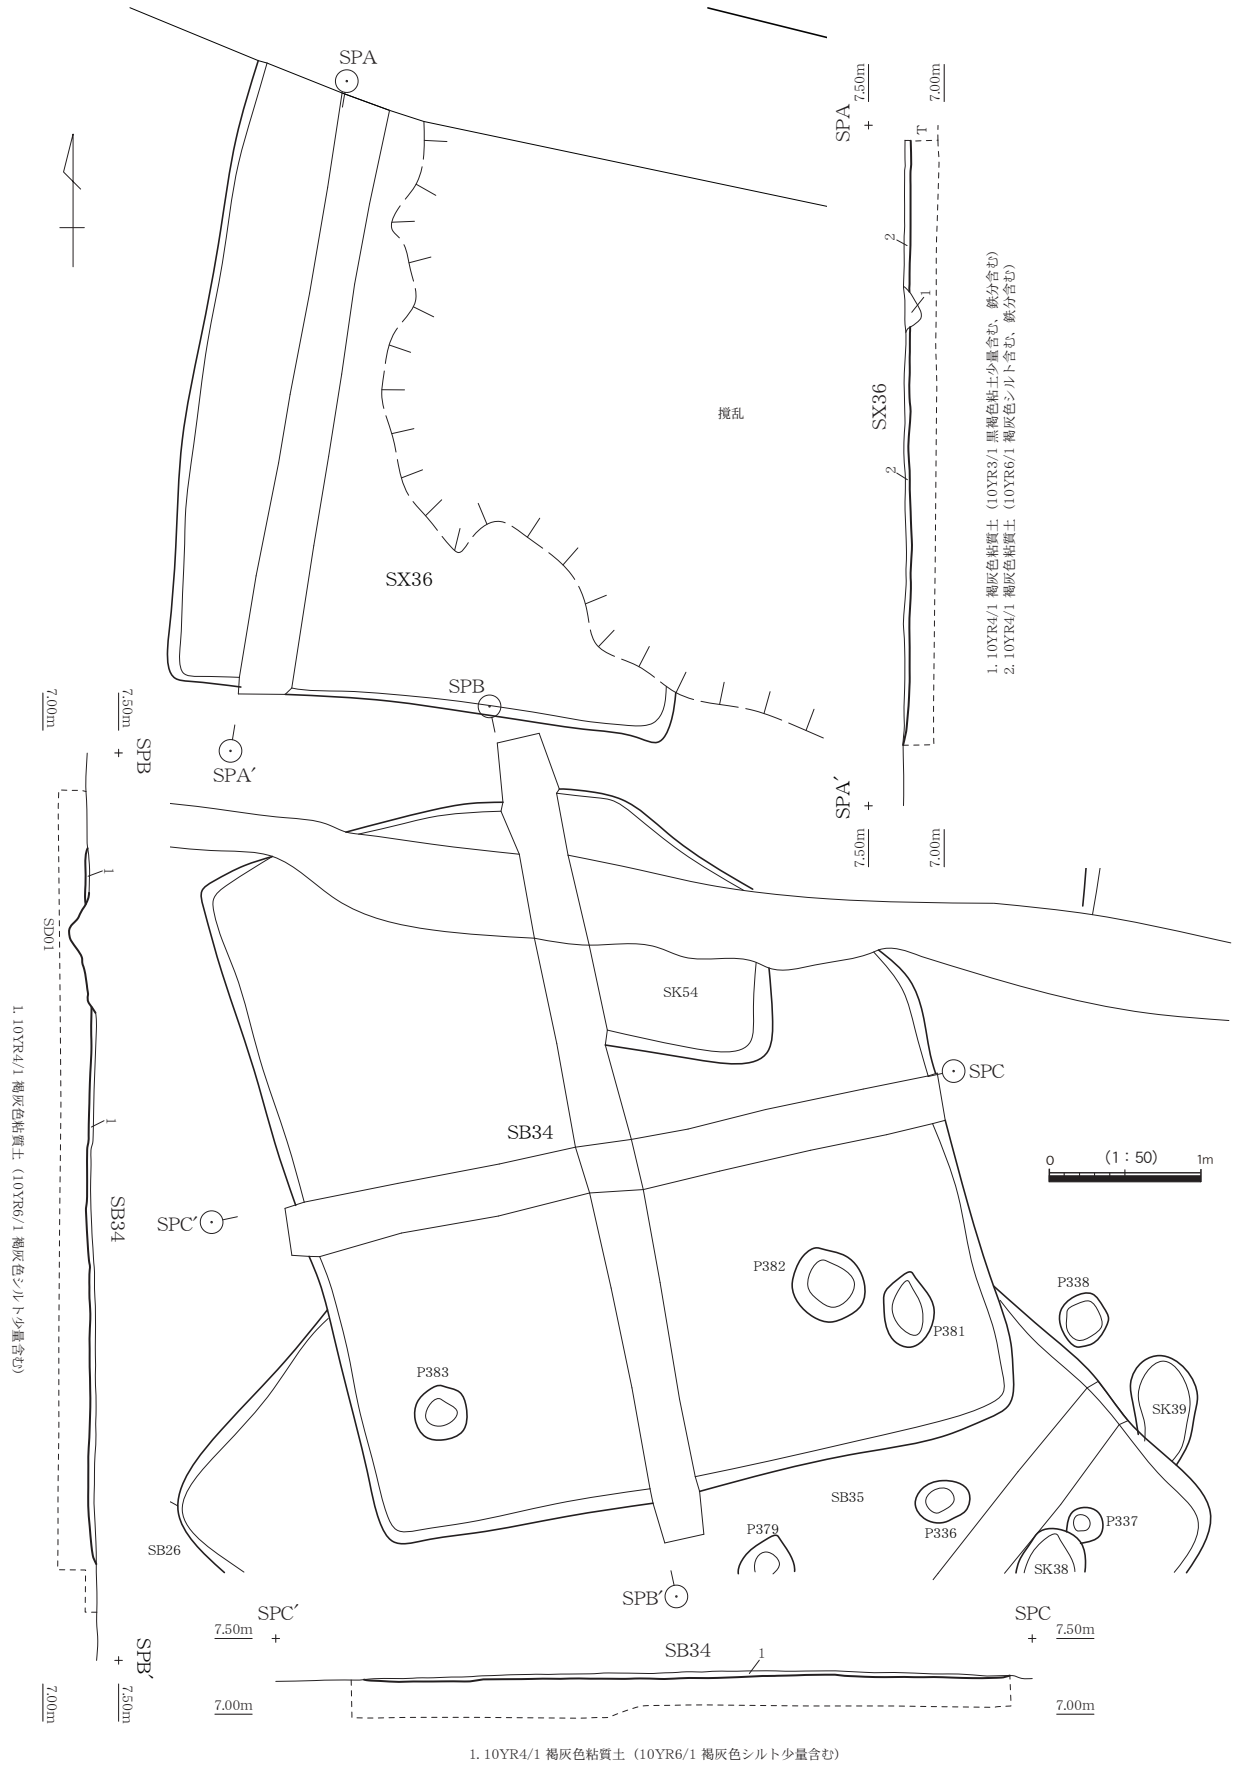 SPA
7.50m
7.00m
SPA
T
2
1
SX36
2
1. 10YR4/1 褐灰色粘質土（10YR3/1 黒褐色粘土少量含む、鉄分含む）
2. 10YR4/1 褐灰色粘質土（10YR6/1 褐灰色シルト含む、鉄分含む）
撹乱
SX36
SPB
SPA′
SPA′
7.50m
7.00m
7.00m
7.50m
SPB
1
SD01
1
SB34
1. 10YR4/1 褐灰色粘質土（10YR6/1 褐灰色シルト少量含む）
SPB′
7.00m
7.50m
SK54
SPC
SB34
0
（1：50）
1m
SPC′
P382
P381
P338
P383
SK39
SB35
P336
P337
P379
SB26
SK38
SPB′
SPC′
SPC
7.50m
7.50m
SB34
1
7.00m
7.00m
1. 10YR4/1 褐灰色粘質土（10YR6/1 褐灰色シルト少量含む）